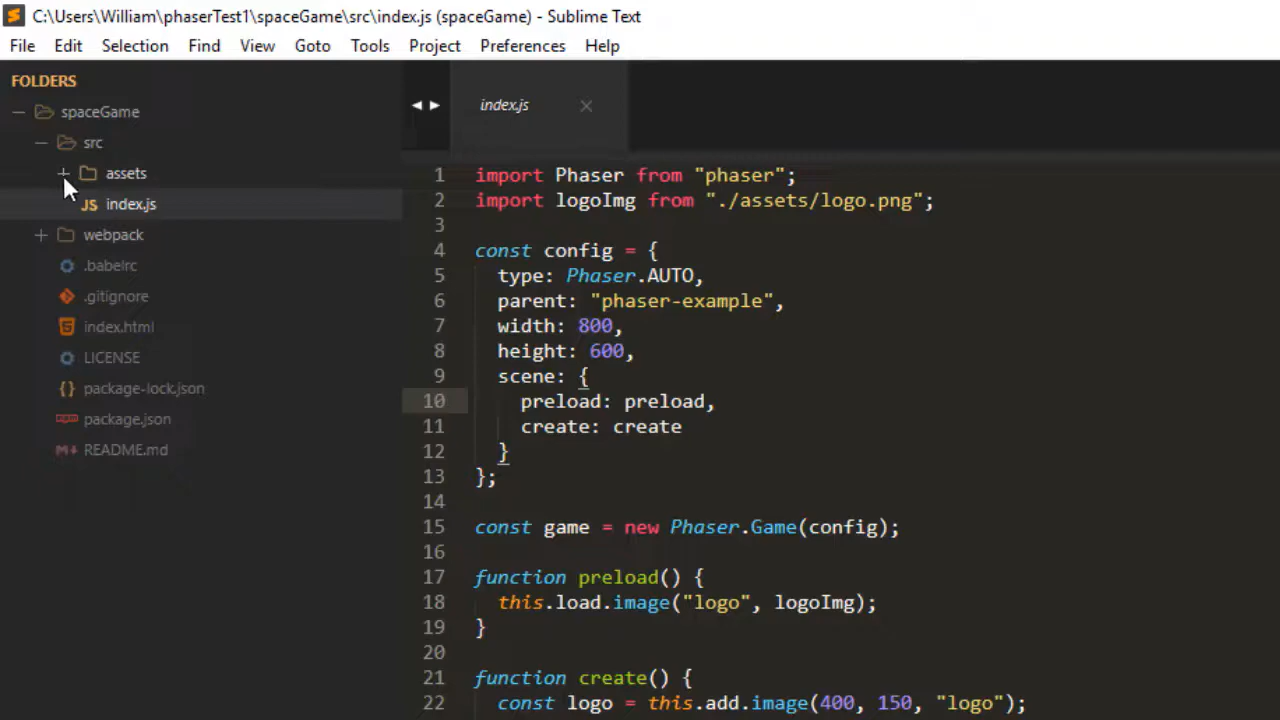 C:\Users\William\phaserTest1\spaceGame\src\index.js (spaceGame) - Sublime Text
File Edit Selection Find View Goto Tools Project Preferences Help
FOLDERS
spaceGame
src
assets
JS index.js
webpack
.babelrc
.gitignore
index.html
LICENSE
package-lock.json
package.json
README.md
index.js
1 import Phaser from "phaser";
2 import logoImg from "./assets/logo.png";
3
4 const config = {
5 type: Phaser.AUTO,
6 parent: "phaser-example",
7 width: 800,
8 height: 600,
9 scene: {
10 preload: preload,
11 create: create
12 }
13 };
14
15 const game = new Phaser.Game(config);
16
17 function preload() {
18 this.load.image("logo", logoImg);
19 }
20
21 function create() {
22 const logo = this.add.image(400, 150, "logo");